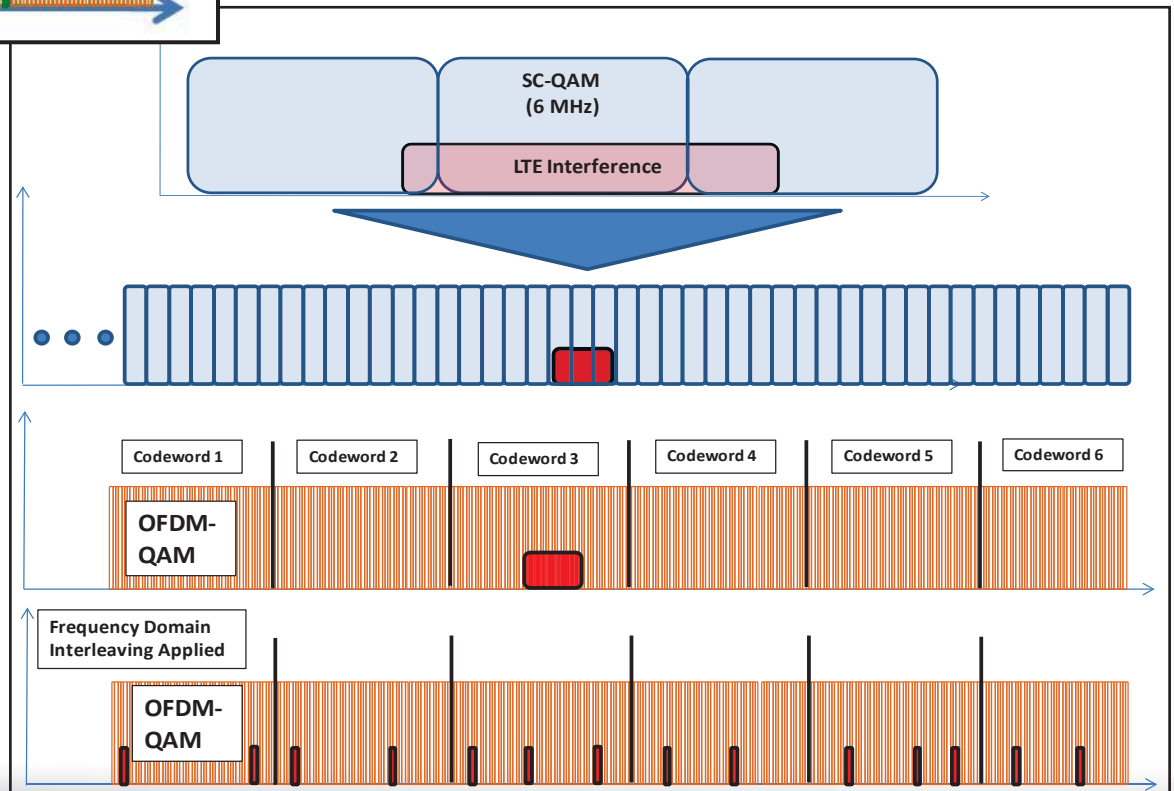 SC-QAM
(6 MHz)
LTE Interference
Codeword 1
Codeword 2
Codeword 3
Codeword 4
Codeword 5
Codeword 6
OFDM-
QAM
Frequency Domain
Interleaving Applied
OFDM-
QAM